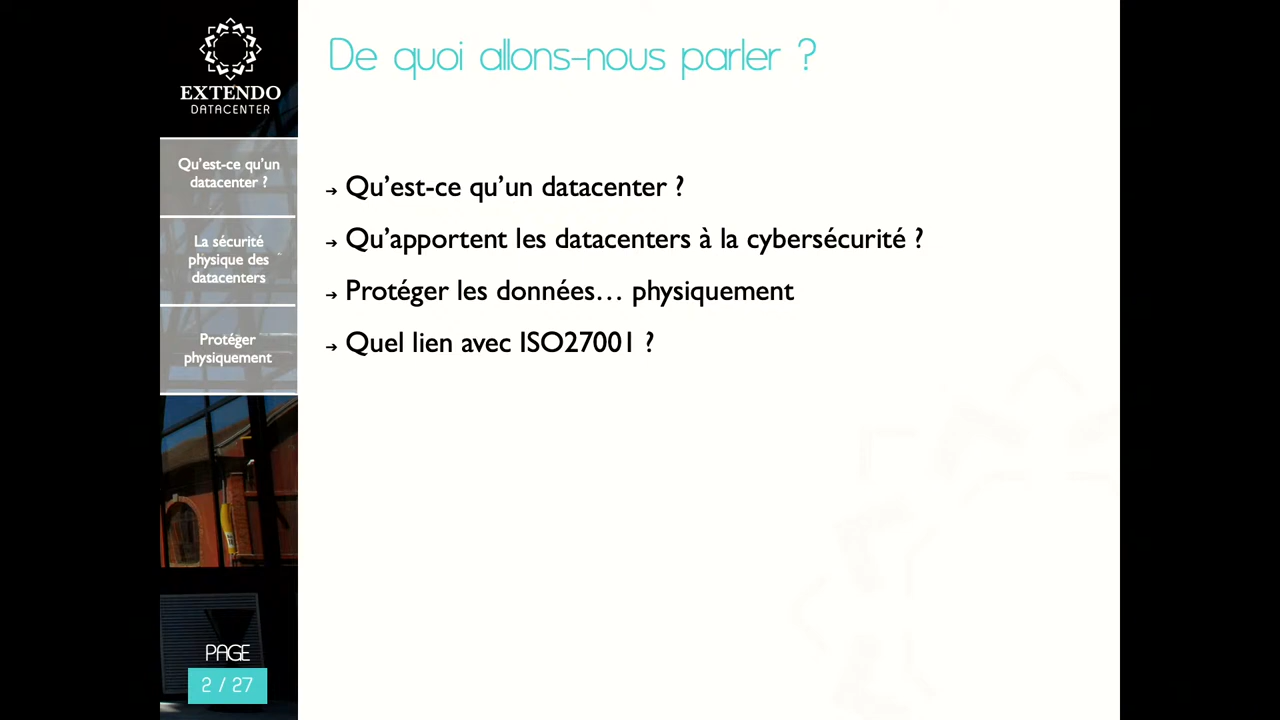 EXTENDO
DATACENTER
Qu’est-ce qu’un
datacenter ?
La sécurité
physique des
datacenters
Protéger
physiquement
PAGE
2 / 27
De quoi allons-nous parler ?
→ Qu’est-ce qu’un datacenter ?
→ Qu’apportent les datacenters à la cybersécurité ?
→ Protéger les données… physiquement
→ Quel lien avec ISO27001 ?